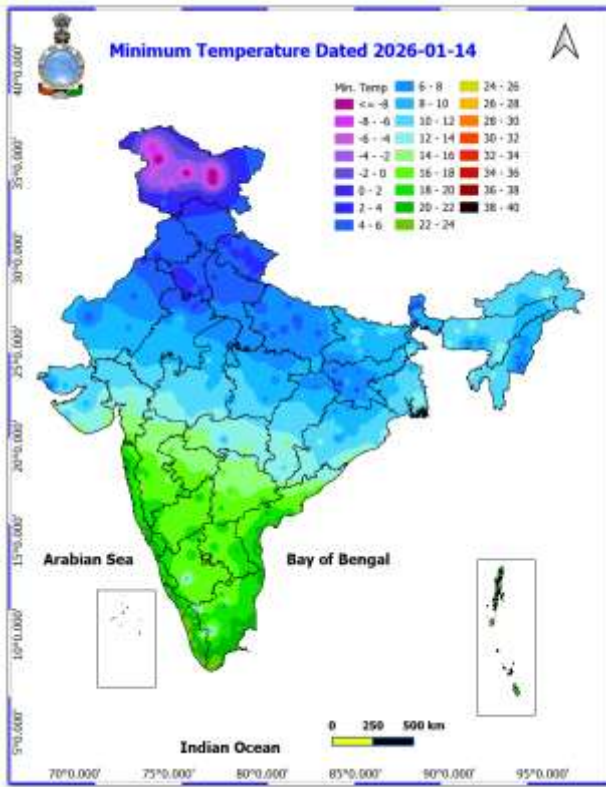 Minimum Temperature Dated 2026-01-14
Min. Temp
<= -8
-8 - -6
-6 - -4
-4 - -2
-2 - 0
0 - 2
2 - 4
4 - 6
6 - 8
8 - 10
10 - 12
12 - 14
14 - 16
16 - 18
18 - 20
20 - 22
22 - 24
24 - 26
26 - 28
28 - 30
30 - 32
32 - 34
34 - 36
36 - 38
38 - 40
40°0.000'
35°0.000'
30°0.000'
25°0.000'
20°0.000'
15°0.000'
10°0.000'
5°0.000'
Arabian Sea
Bay of Bengal
0 250 500 km
Indian Ocean
70°0.000' 75°0.000' 80°0.000' 85°0.000' 90°0.000' 95°0.000'